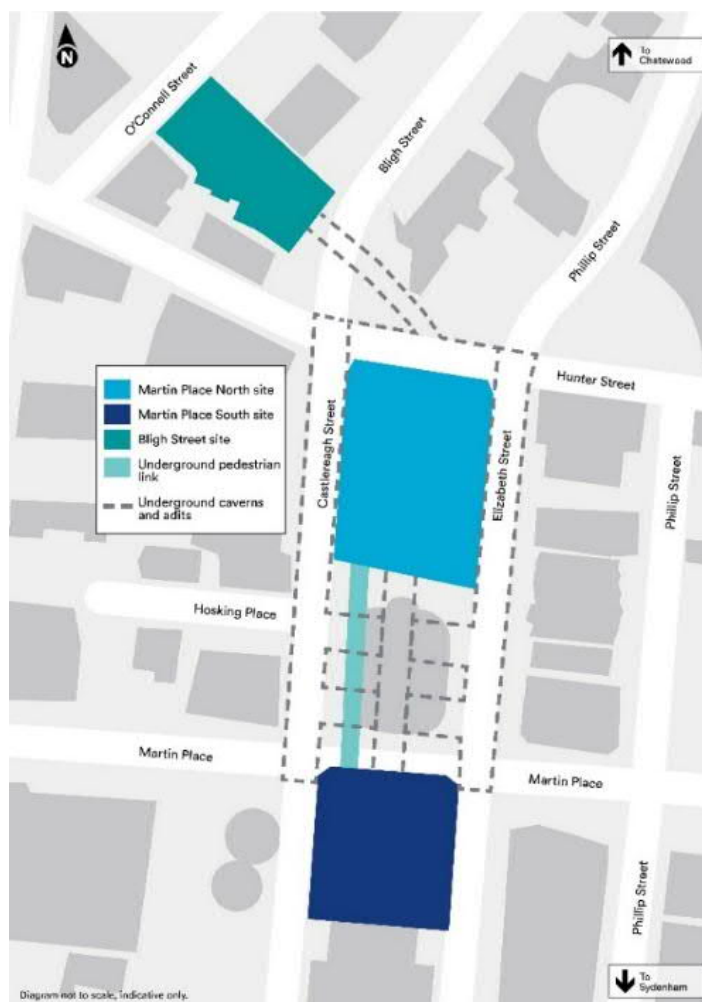 N
To
Chatswood
O'Connell Street
Bligh Street
Phillip Street
Hunter Street
Martin Place North site
Martin Place South site
Bligh Street site
Underground pedestrian
link
Underground caverns
and adits
Castlereagh Street
Elizabeth Street
Phillip Street
Hosking Place
Martin Place
Martin Place
Phillip Street
Diagram not to scale, indicative only.
To
Sydenham